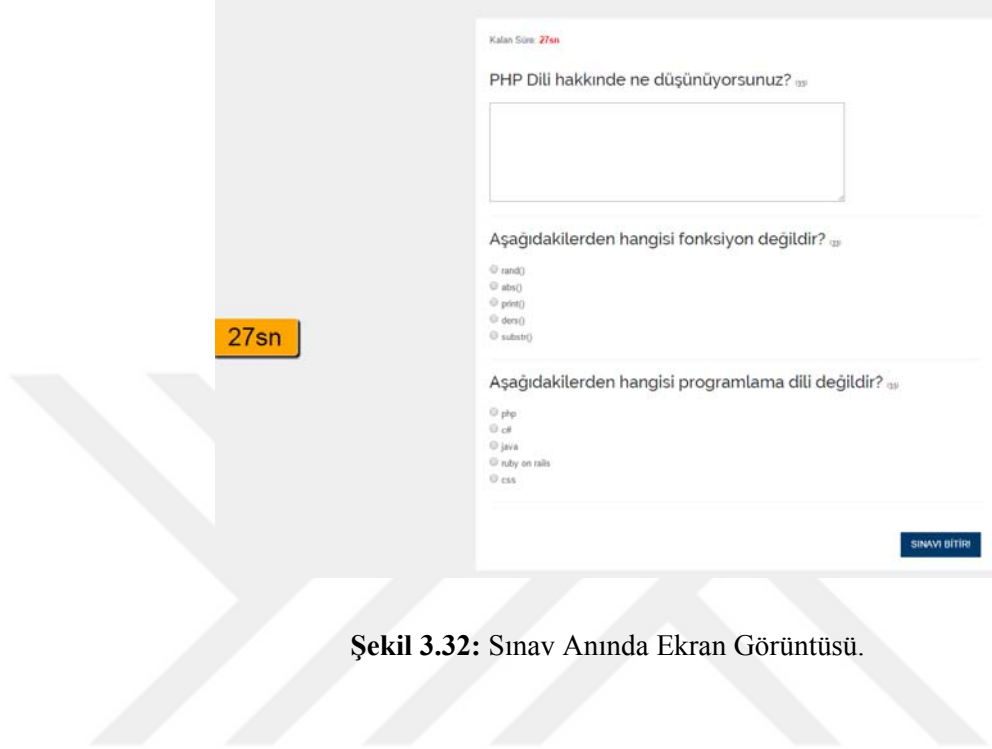 Kalan Süre: 27sn
PHP Dili hakkınde ne düşünüyorsunuz?
Aşağıdakilerden hangisi fonksiyon değildir?
rand()
abs()
print()
ders()
substr()
27sn
Aşağıdakilerden hangisi programlama dili değildir?
php
c#
java
ruby on rails
css
SINAVI BİTİR!
Şekil 3.32: Sınav Anında Ekran Görüntüsü.